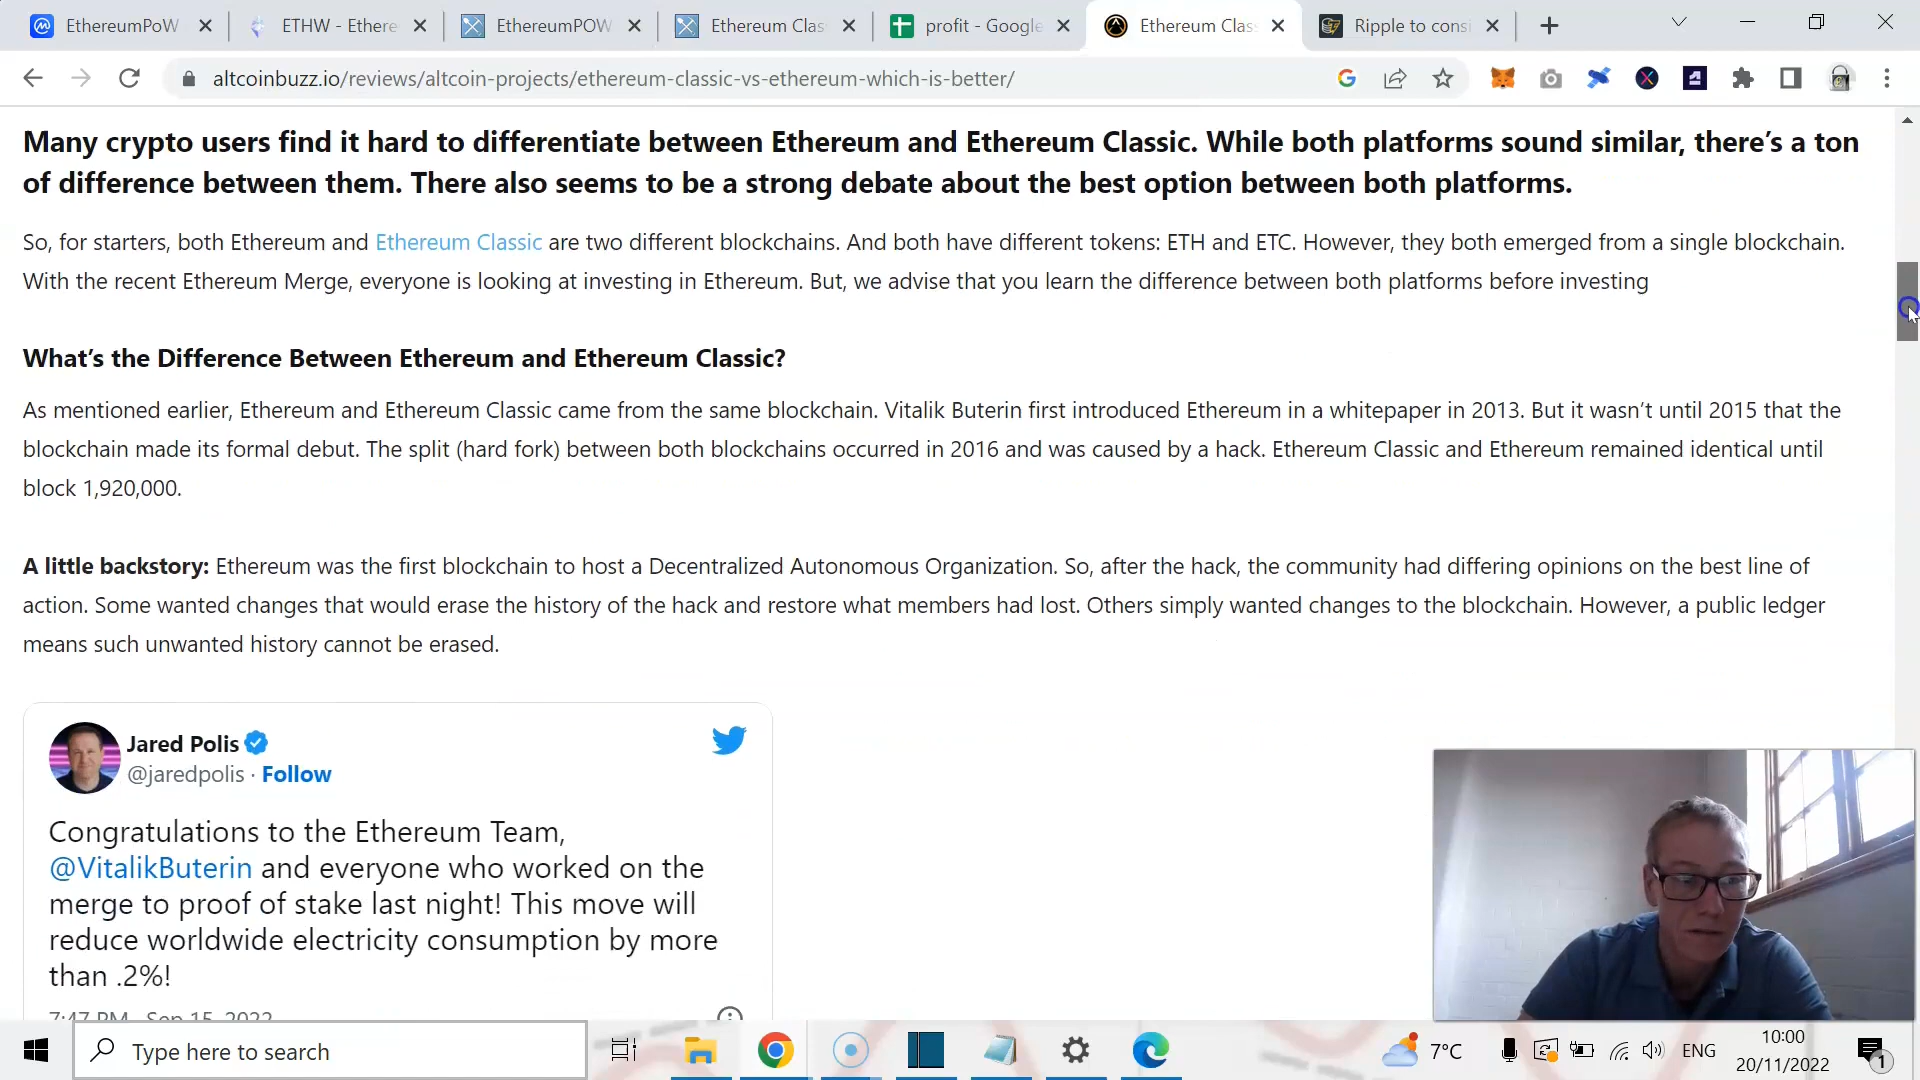 EthereumPoW
ETHW - Ethere
EthereumPOW
Ethereum Clas
profit - Google
Ethereum Clas
Ripple to consi
altcoinbuzz.io/reviews/altcoin-projects/ethereum-classic-vs-ethereum-which-is-better/
Many crypto users find it hard to differentiate between Ethereum and Ethereum Classic. While both platforms sound similar, there's a ton
of difference between them. There also seems to be a strong debate about the best option between both platforms.
So, for starters, both Ethereum and Ethereum Classic are two different blockchains. And both have different tokens: ETH and ETC. However, they both emerged from a single blockchain.
With the recent Ethereum Merge, everyone is looking at investing in Ethereum. But, we advise that you learn the difference between both platforms before investing
What's the Difference Between Ethereum and Ethereum Classic?
As mentioned earlier, Ethereum and Ethereum Classic came from the same blockchain. Vitalik Buterin first introduced Ethereum in a whitepaper in 2013. But it wasn't until 2015 that the
blockchain made its formal debut. The split (hard fork) between both blockchains occurred in 2016 and was caused by a hack. Ethereum Classic and Ethereum remained identical until
block 1,920,000.
A little backstory: Ethereum was the first blockchain to host a Decentralized Autonomous Organization. So, after the hack, the community had differing opinions on the best line of
action. Some wanted changes that would erase the history of the hack and restore what members had lost. Others simply wanted changes to the blockchain. However, a public ledger
means such unwanted history cannot be erased.
Jared Polis
@jaredpolis · Follow
Congratulations to the Ethereum Team,
@VitalikButerin and everyone who worked on the
merge to proof of stake last night! This move will
reduce worldwide electricity consumption by more
than .2%!
7:47 PM · Sep 15, 2022
Type here to search
7°C
ENG
10:00
20/11/2022
1